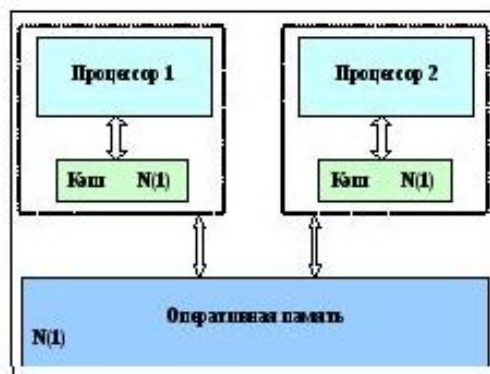 Процессор 1
Процессор 2
Кэш N(1)
Кэш N(1)
Оперативная память
N(1)